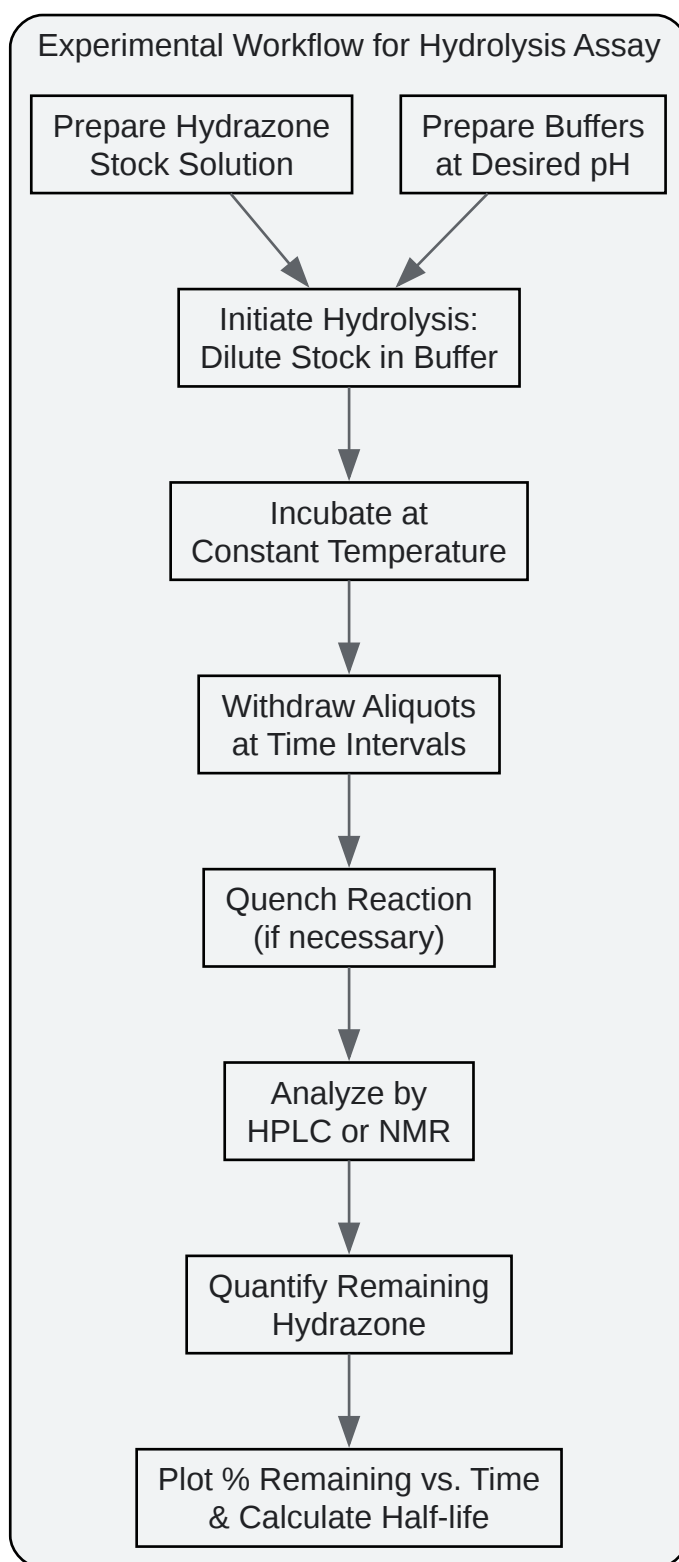 Experimental Workflow for Hydrolysis Assay
Prepare Hydrazone
Stock Solution
Prepare Buffers
at Desired pH
Initiate Hydrolysis:
Dilute Stock in Buffer
Incubate at
Constant Temperature
Withdraw Aliquots
at Time Intervals
Quench Reaction
(if necessary)
Analyze by
HPLC or NMR
Quantify Remaining
Hydrazone
Plot % Remaining vs. Time
& Calculate Half-life